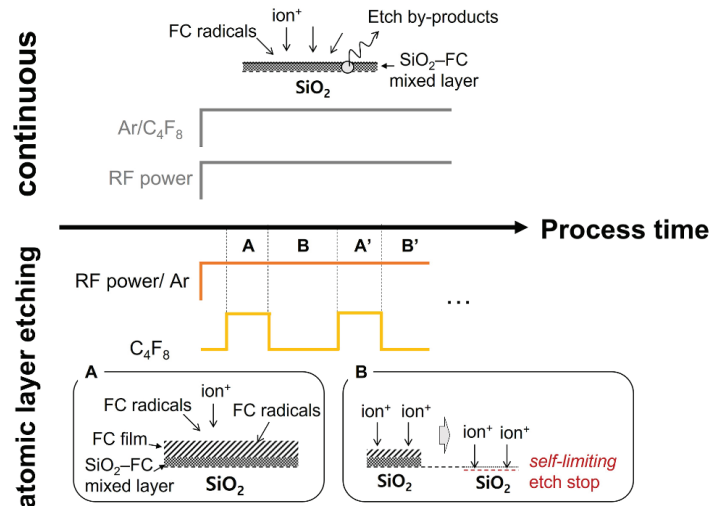 continuous
ion⁺
Etch by-products
FC radicals
SiO₂–FC
mixed layer
SiO₂
Ar/C₄F₈
RF power
Process time
atomic layer etching
A
B
A’
B’
RF power/ Ar
...
C₄F₈
A
ion⁺
FC radicals
FC radicals
FC film
SiO₂–FC
mixed layer
SiO₂
B
ion⁺ ion⁺
ion⁺ ion⁺
SiO₂
SiO₂
self-limiting
etch stop